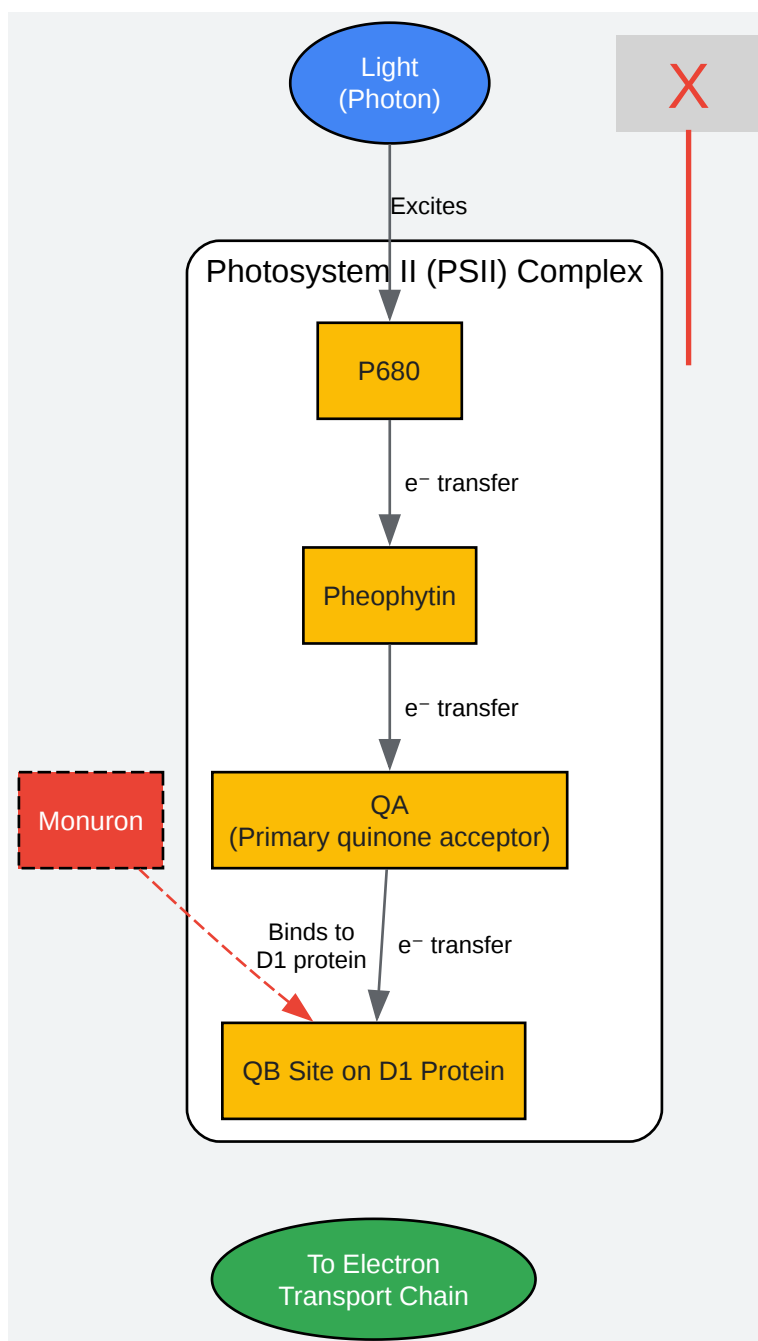 Light
(Photon)
X
Excites
Photosystem II (PSII) Complex
P680
e⁻ transfer
Pheophytin
e⁻ transfer
QA
(Primary quinone acceptor)
Monuron
Binds to
D1 protein
e⁻ transfer
QB Site on D1 Protein
To Electron
Transport Chain